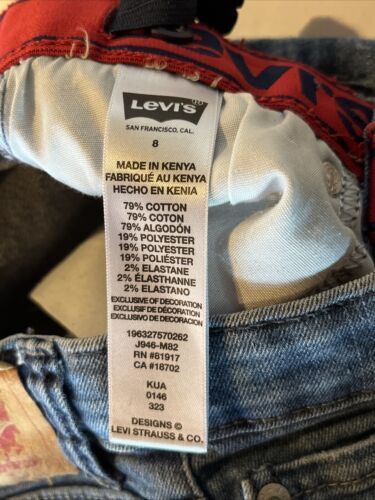 LEVI'S
LEVI'S
SAN FRANCISCO, CAL.
8
MADE IN KENYA
FABRIQUÉ AU KENYA
HECHO EN KENIA
79% COTTON
79% COTON
79% ALGODÓN
19% POLYESTER
19% POLYESTER
19% POLIÉSTER
2% ELASTANE
2% ELASTHANNE
2% ELASTANO
EXCLUSIVE OF DECORATION
EXCLUSIF DE DÉCORATION
EXCLUSIVO DE DECORACION
196327570262
J946-M82
RN #81917
CA #18702
KUA
0146
323
DESIGNS ©
LEVI STRAUSS & CO.